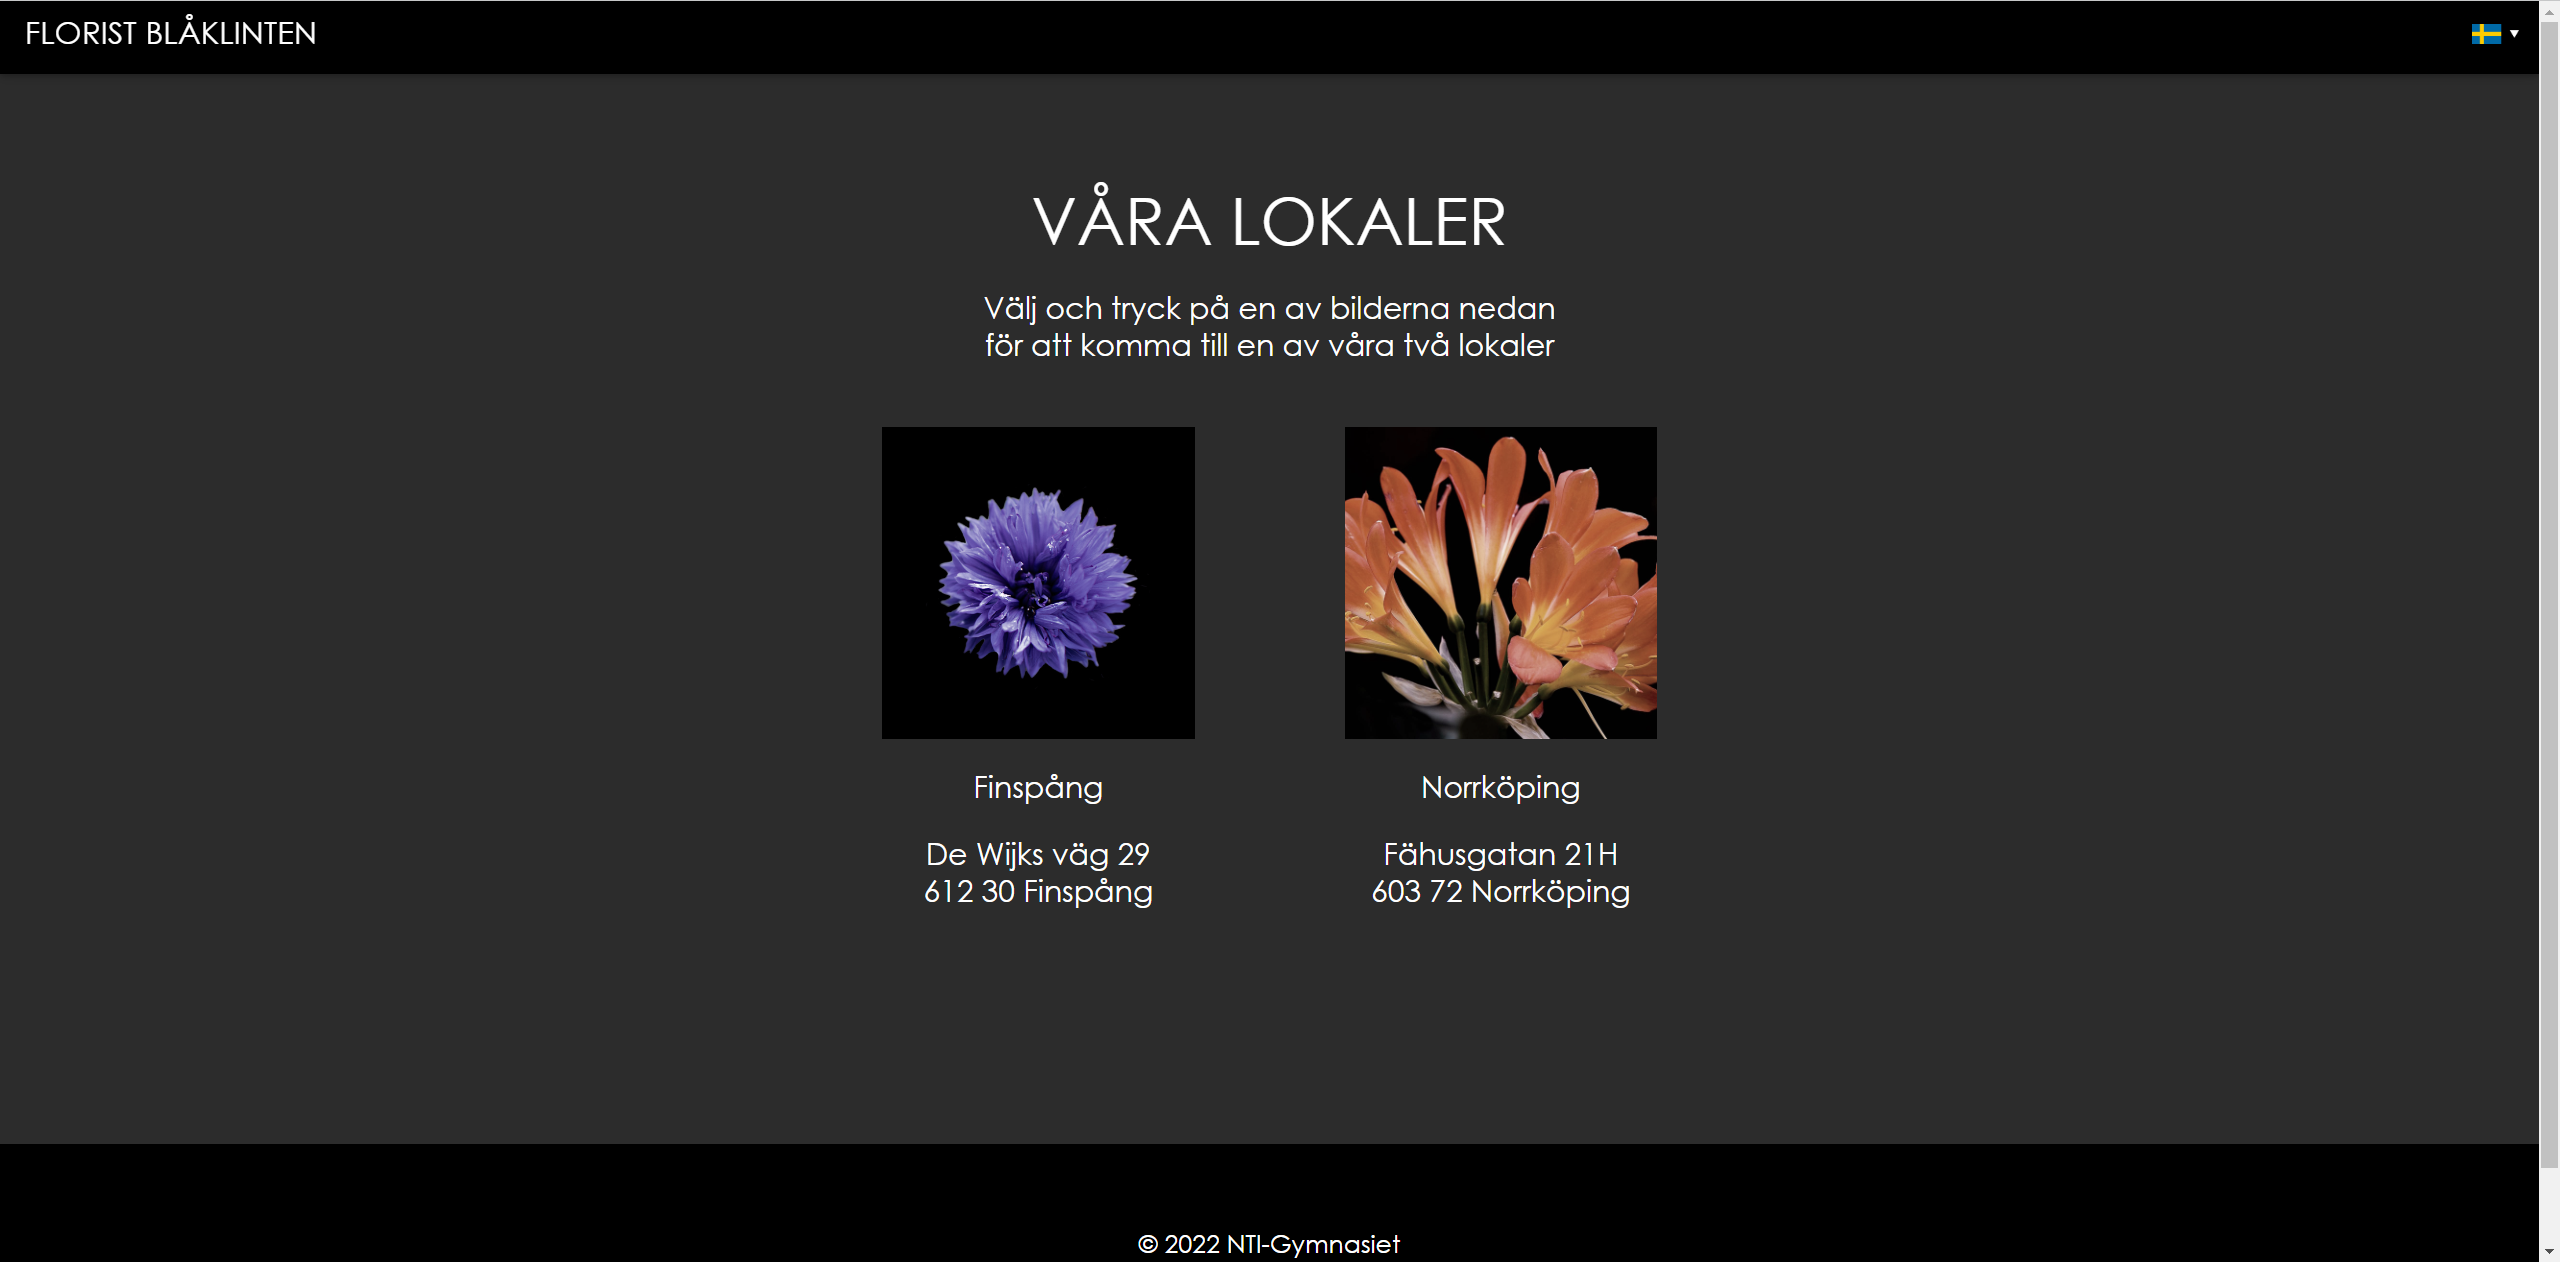 FLORIST BLÅKLINTEN
VÅRA LOKALER
Välj och tryck på en av bilderna nedan
för att komma till en av våra två lokaler
Finspång
De Wijks väg 29
612 30 Finspång
Norrköping
Fähusgatan 21H
603 72 Norrköping
© 2022 NTI-Gymnasiet